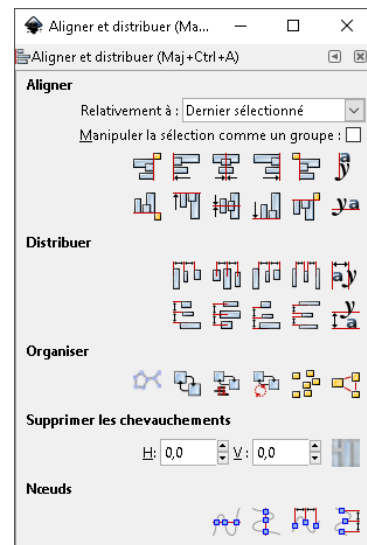 Aligner et distribuer (Ma...
Aligner et distribuer (Maj+Ctrl+A)
Aligner
Relativement à : Dernier sélectionné
Manipuler la sélection comme un groupe :
Distribuer
Organiser
Supprimer les chevauchements
H: 0,0 V: 0,0
Nœuds